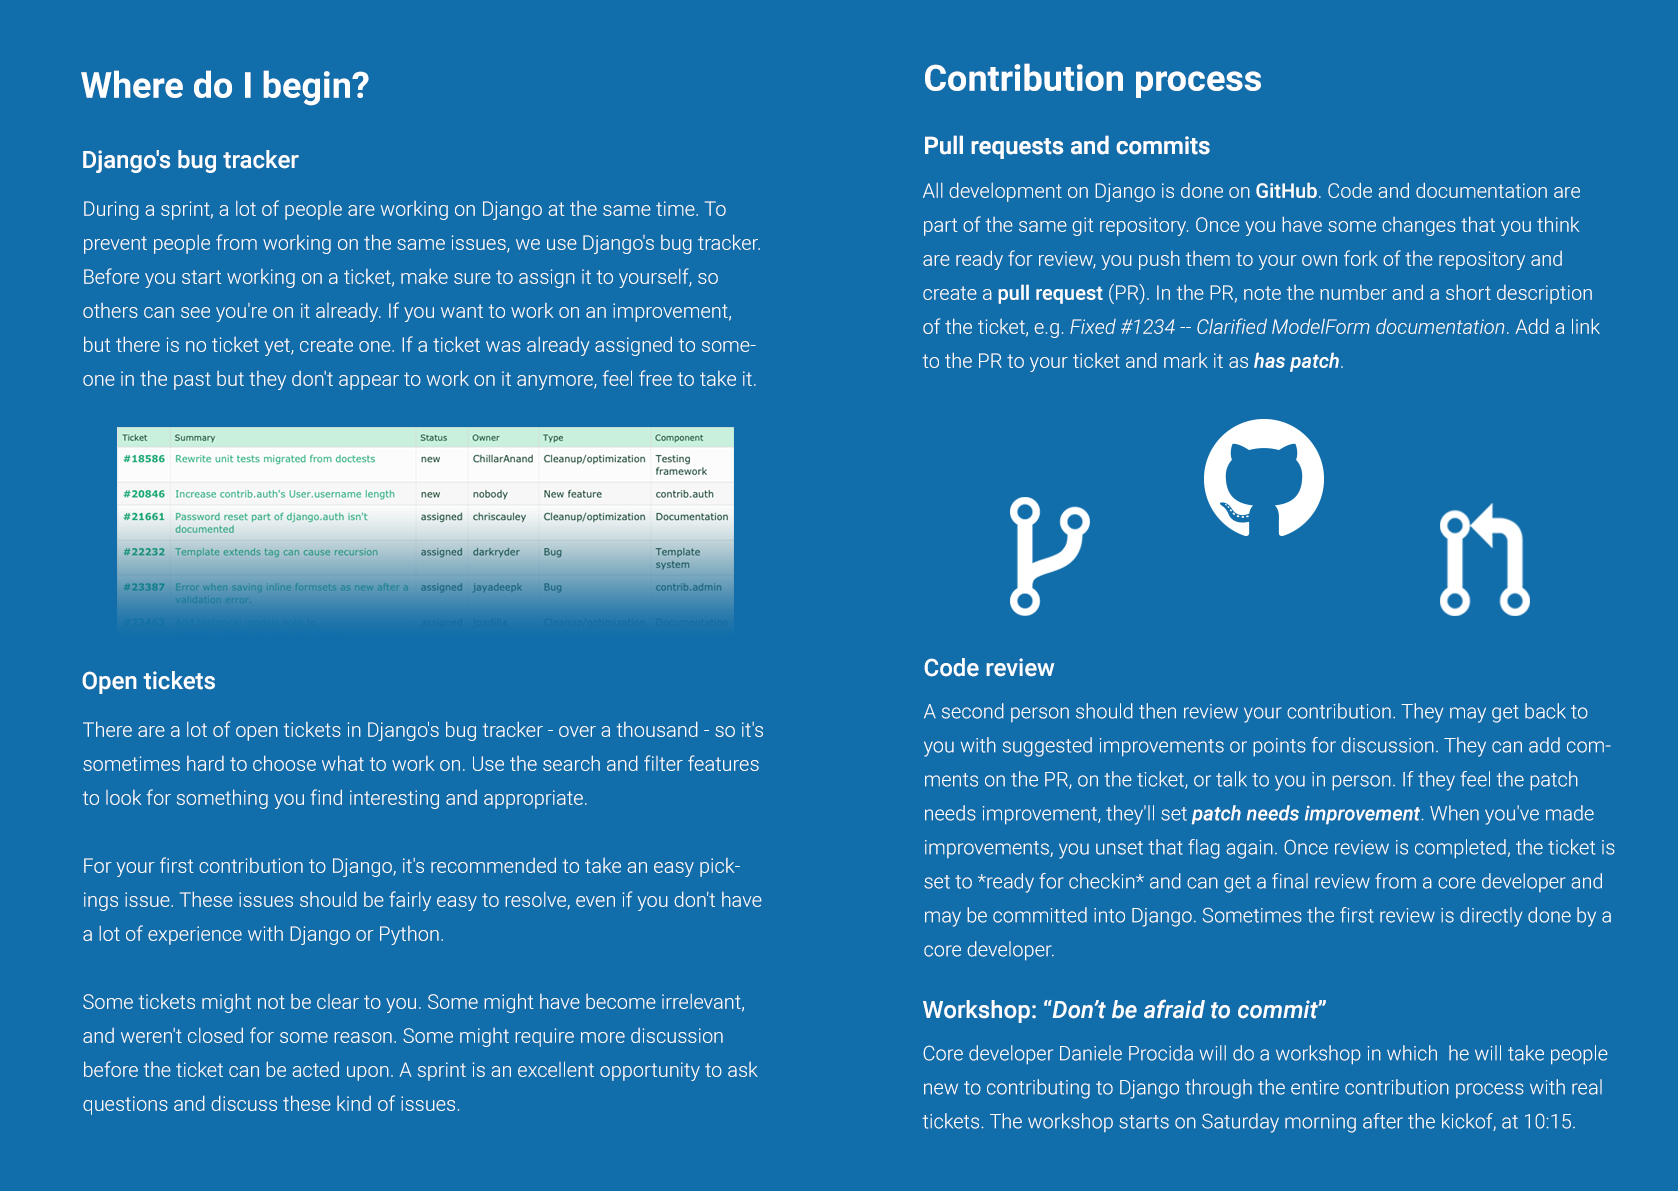 Where do I begin?
Django's bug tracker
During a sprint, a lot of people are working on Django at the same time. To
prevent people from working on the same issues, we use Django's bug tracker.
Before you start working on a ticket, make sure to assign it to yourself, so
others can see you're on it already. If you want to work on an improvement,
but there is no ticket yet, create one. If a ticket was already assigned to some-
one in the past but they don't appear to work on it anymore, feel free to take it.
Ticket Summary Status Owner Type Component
#18586 Rewrite unit tests migrated from doctests new ChillarAnand Cleanup/optimization Testing
framework
#20846 Increase contrib.auth's User.username length new nobody New feature contrib.auth
#21661 Password reset part of django.auth isn't assigned chriscauley Cleanup/optimization Documentation
documented
#22232 Template extends tag can cause recursion assigned darkryder Bug Template
system
#23387 Error when saving inline formsets as new after a assigned jayadeepk Bug contrib.admin
validation error.
assigned Cleanup/optimization Documentation
Open tickets
There are a lot of open tickets in Django's bug tracker - over a thousand - so it's
sometimes hard to choose what to work on. Use the search and filter features
to look for something you find interesting and appropriate.
For your first contribution to Django, it's recommended to take an easy pick-
ings issue. These issues should be fairly easy to resolve, even if you don't have
a lot of experience with Django or Python.
Some tickets might not be clear to you. Some might have become irrelevant,
and weren't closed for some reason. Some might require more discussion
before the ticket can be acted upon. A sprint is an excellent opportunity to ask
questions and discuss these kind of issues.
Contribution process
Pull requests and commits
All development on Django is done on GitHub. Code and documentation are
part of the same git repository. Once you have some changes that you think
are ready for review, you push them to your own fork of the repository and
create a pull request (PR). In the PR, note the number and a short description
of the ticket, e.g. Fixed #1234 -- Clarified ModelForm documentation. Add a link
to the PR to your ticket and mark it as has patch.
Code review
A second person should then review your contribution. They may get back to
you with suggested improvements or points for discussion. They can add com-
ments on the PR, on the ticket, or talk to you in person. If they feel the patch
needs improvement, they'll set patch needs improvement. When you've made
improvements, you unset that flag again. Once review is completed, the ticket is
set to *ready for checkin* and can get a final review from a core developer and
may be committed into Django. Sometimes the first review is directly done by a
core developer.
Workshop: “Don’t be afraid to commit”
Core developer Daniele Procida will do a workshop in which he will take people
new to contributing to Django through the entire contribution process with real
tickets. The workshop starts on Saturday morning after the kickof, at 10:15.